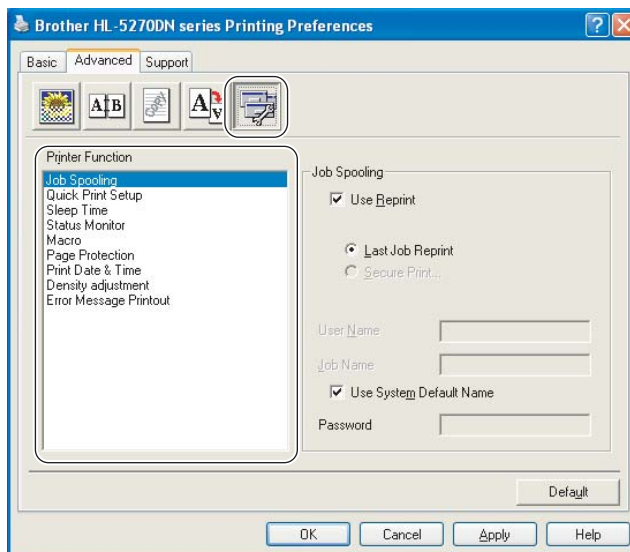 Brother HL-5270DN series Printing Preferences
Basic Advanced Support
Printer Function
Job Spooling
Quick Print Setup
Sleep Time
Status Monitor
Macro
Page Protection
Print Date & Time
Density adjustment
Error Message Printout
Job Spooling
Use Reprint
Last Job Reprint
Secure Print...
User Name
Job Name
Use System Default Name
Password
Default
OK Cancel Apply Help